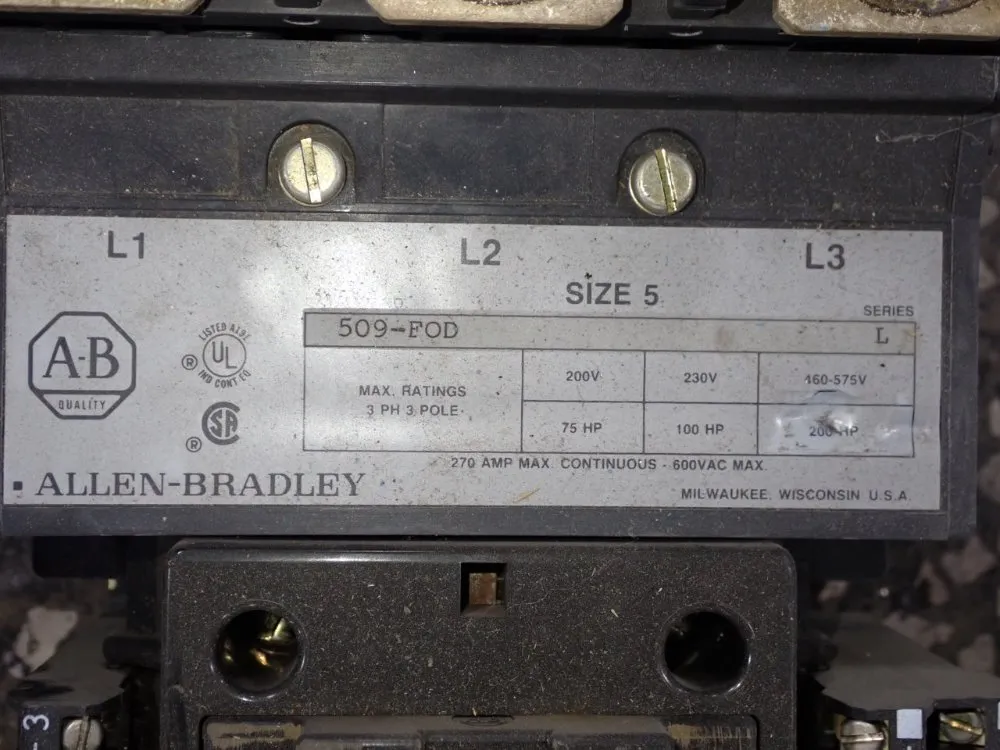 L1 L2 L3
SIZE 5
SERIES
509-FOD L
A-B
QUALITY
LISTED
UL
IND CONT EQ
®
MAX. RATINGS
3 PH 3 POLE
200V 230V 460-575V
75 HP 100 HP 200 HP
SA
®
270 AMP MAX. CONTINUOUS - 600VAC MAX.
ALLEN-BRADLEY
MILWAUKEE, WISCONSIN U.S.A.
3